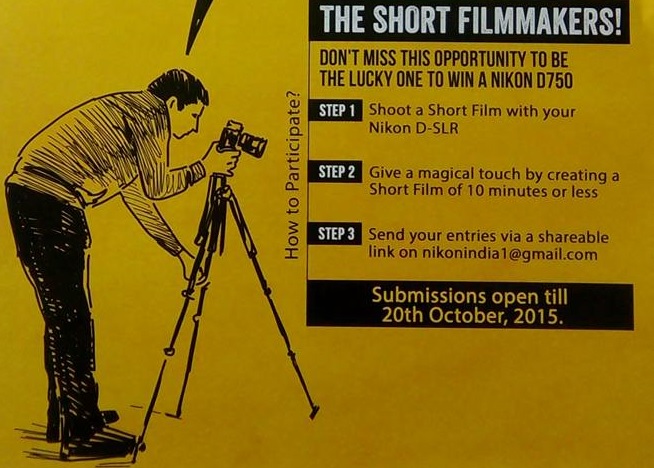 THE SHORT FILMMAKERS!
DON'T MISS THIS OPPORTUNITY TO BE
THE LUCKY ONE TO WIN A NIKON D750
How to Participate?
STEP 1 Shoot a Short Film with your
Nikon D-SLR
STEP 2 Give a magical touch by creating a
Short Film of 10 minutes or less
STEP 3 Send your entries via a shareable
link on nikonindia1@gmail.com
Submissions open till
20th October, 2015.